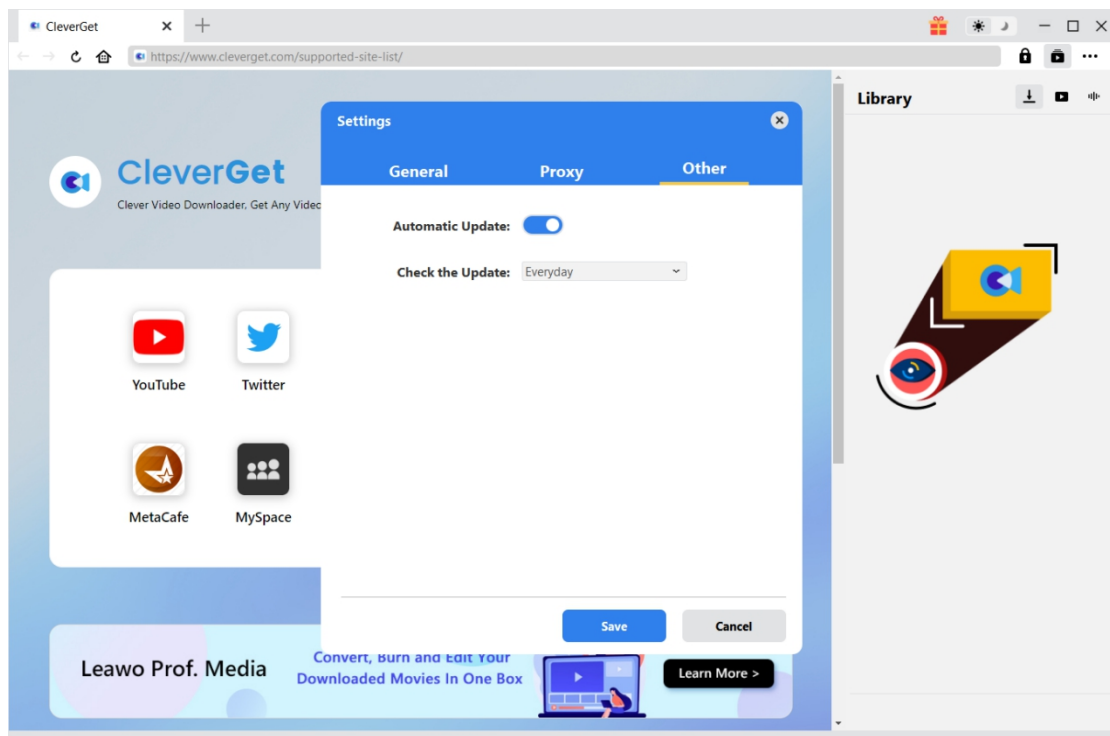 CleverGet
https://www.cleverget.com/supported-site-list/
Library
Settings
General Proxy Other
CleverGet
Clever Video Downloader, Get Any Video
Automatic Update:
Check the Update: Everyday
YouTube Twitter
MetaCafe MySpace
Save Cancel
Leawo Prof. Media
Convert, Burn and Edit Your
Downloaded Movies In One Box
Learn More >